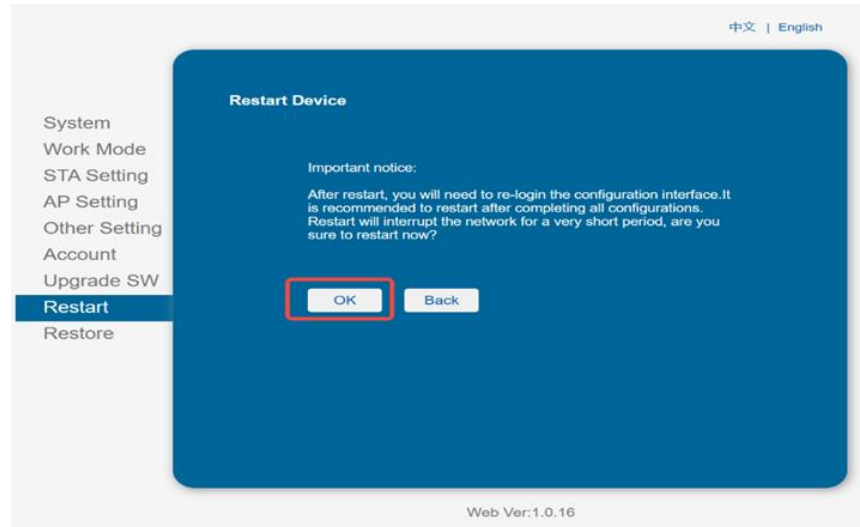 中文 | English
Restart Device
System
Work Mode
STA Setting
AP Setting
Other Setting
Account
Upgrade SW
Restart
Restore
Important notice:
After restart, you will need to re-login the configuration interface.It
is recommended to restart after completing all configurations.
Restart will interrupt the network for a very short period, are you
sure to restart now?
OK Back
Web Ver:1.0.16